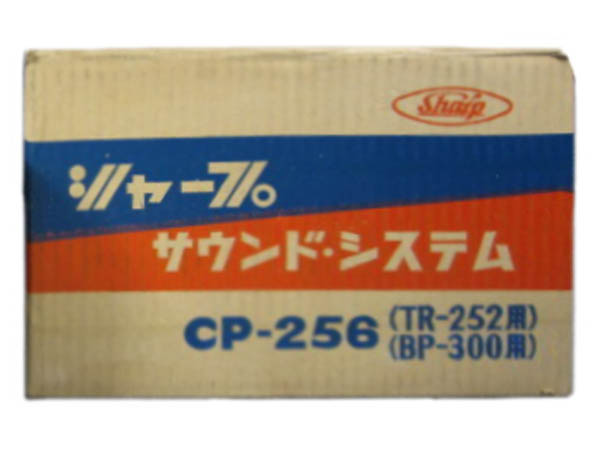 Sharp
シャープ
サウンド・システム
CP-256 (TR-252用)
(BP-300用)